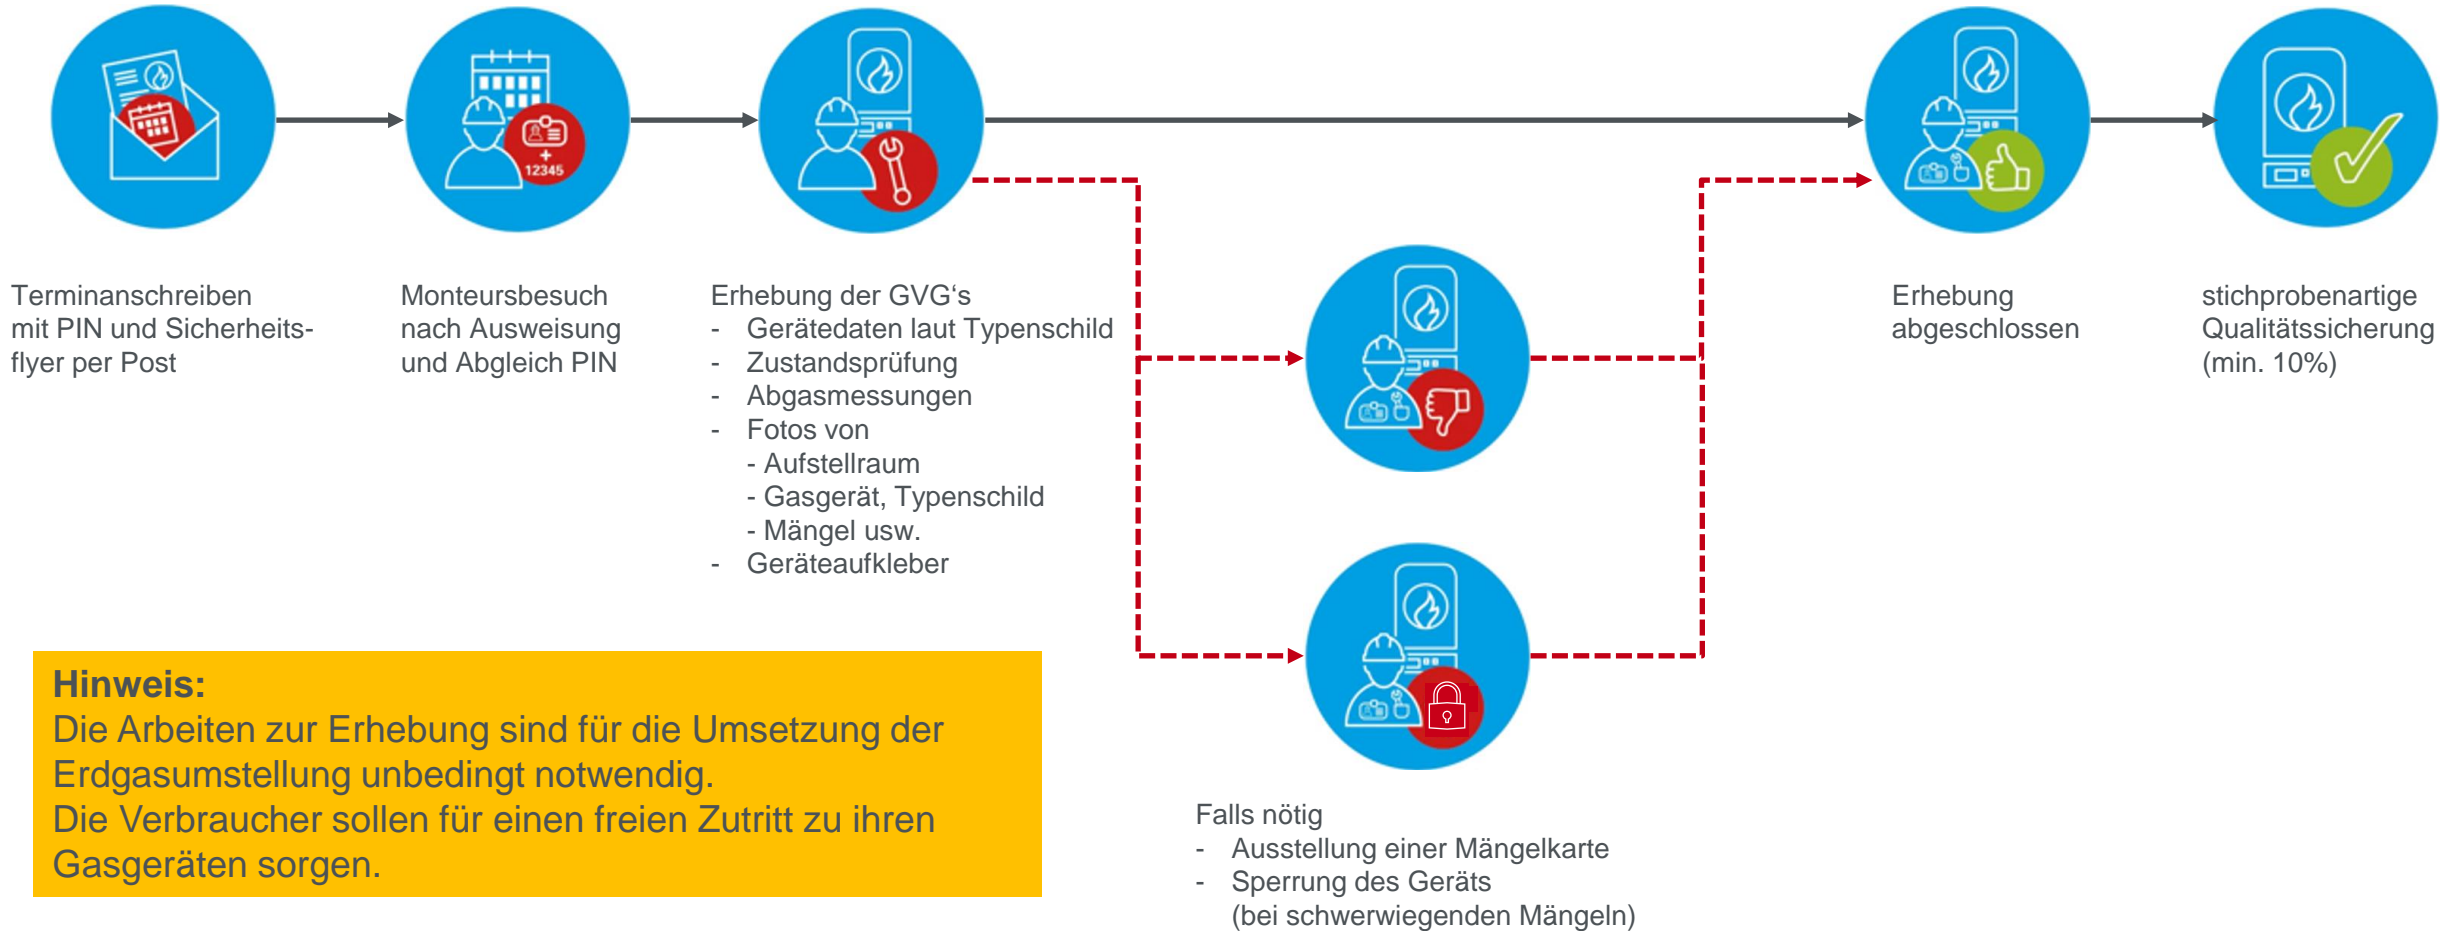 12345
Terminanschreiben
mit PIN und Sicherheits-
flyer per Post
Monteursbesuch
nach Ausweisung
und Abgleich PIN
Erhebung der GVG‘s
- Gerätedaten laut Typenschild
- Zustandsprüfung
- Abgasmessungen
- Fotos von
- Aufstellraum
- Gasgerät, Typenschild
- Mängel usw.
- Geräteaufkleber
Erhebung
abgeschlossen
stichprobenartige
Qualitätssicherung
(min. 10%)
Hinweis:
Die Arbeiten zur Erhebung sind für die Umsetzung der
Erdgasumstellung unbedingt notwendig.
Die Verbraucher sollen für einen freien Zutritt zu ihren
Gasgeräten sorgen.
Falls nötig
- Ausstellung einer Mängelkarte
- Sperrung des Geräts
(bei schwerwiegenden Mängeln)